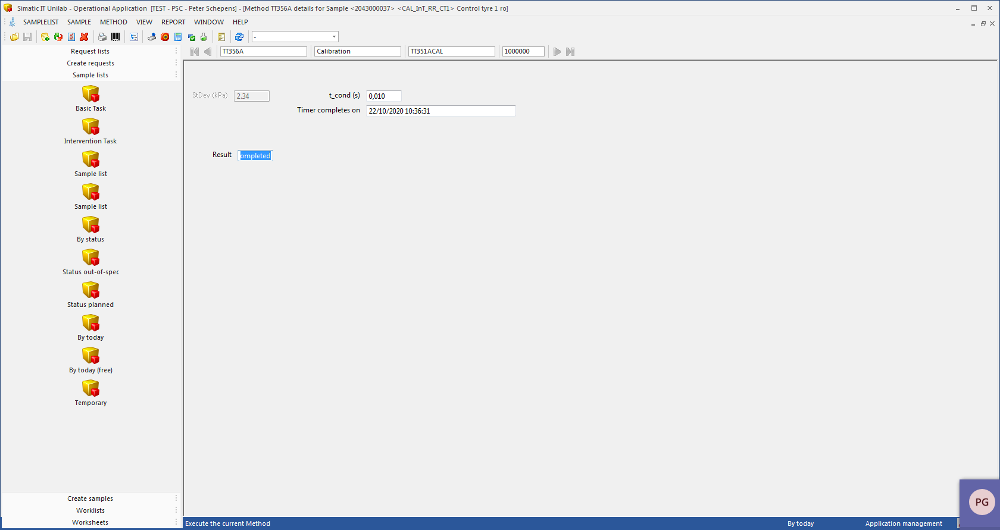 Simatic IT Unilab - Operational Application [TEST - PSC - Peter Schepens] - [Method TT356A details for Sample <2043000037> <CAL_InT_RR_CT1> Control tyre 1 ro]
SAMPLELIST SAMPLE METHOD VIEW REPORT WINDOW HELP
-
Request lists
Create requests
Sample lists
Basic Task
Intervention Task
Sample list
Sample list
By status
Status out-of-spec
Status planned
By today
By today (free)
Temporary
Create samples
Worklists
Worksheets
TT356A Calibration TT351ACAL 1000000
StDev (kPa) 2.34 t_cond (s) 0,010
Timer completes on 22/10/2020 10:36:31
Result ompleted
PG
Execute the current Method By today Application management